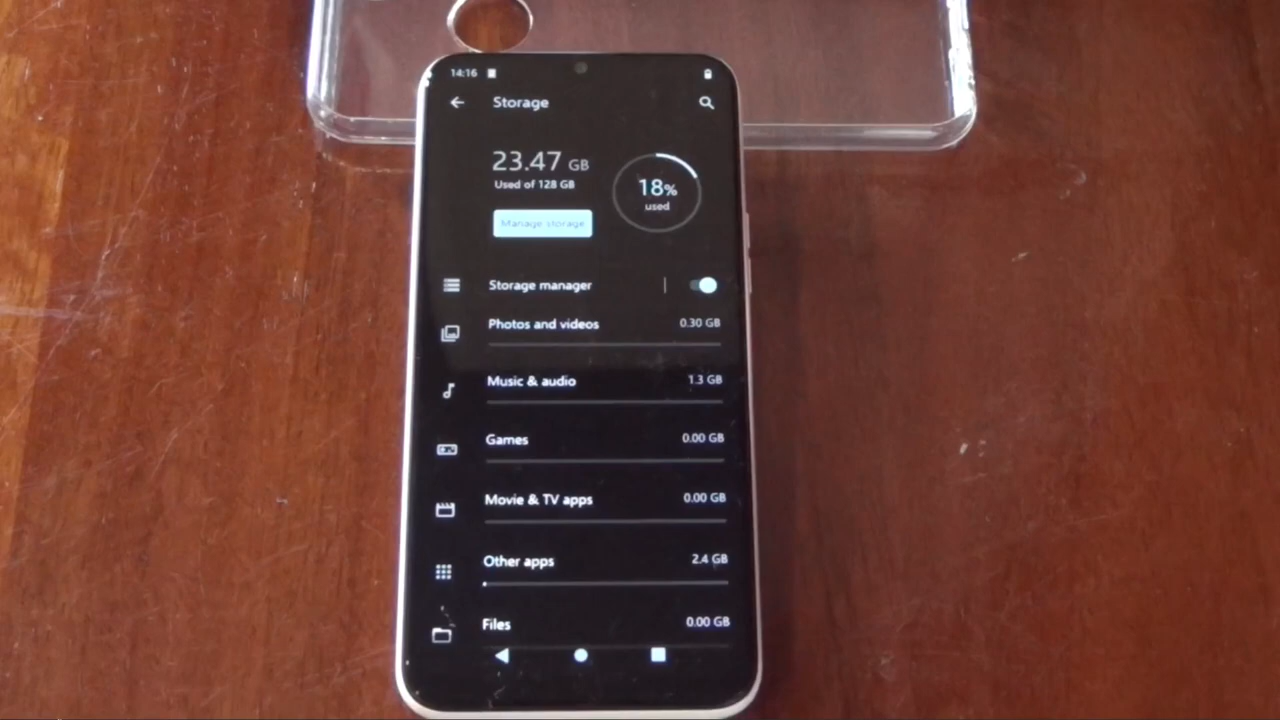 14:16
Storage
23.47 GB
Used of 128 GB
18%
used
Manage storage
Storage manager
Photos and videos 0.30 GB
Music & audio 1.3 GB
Games 0.00 GB
Movie & TV apps 0.00 GB
Other apps 2.4 GB
Files 0.00 GB